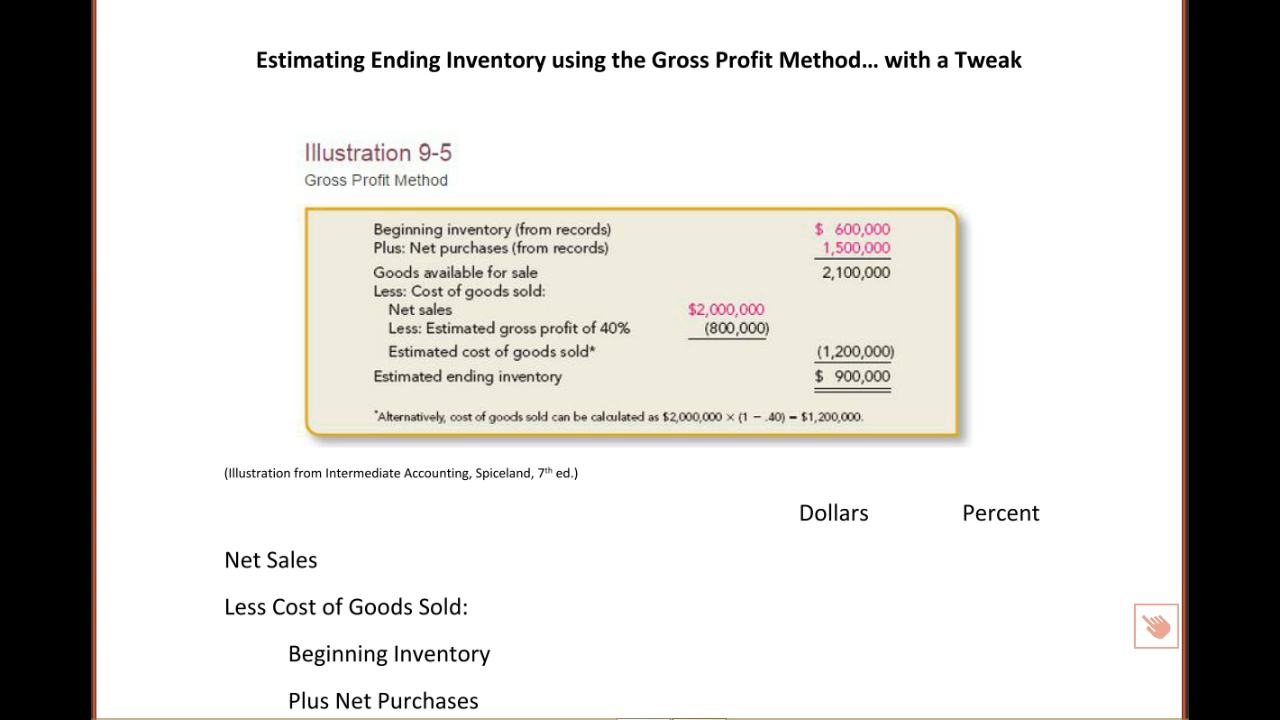 Estimating Ending Inventory using the Gross Profit Method… with a Tweak
Illustration 9-5
Gross Profit Method
Beginning inventory (from records) $ 600,000
Plus: Net purchases (from records) 1,500,000
Goods available for sale 2,100,000
Less: Cost of goods sold:
Net sales $2,000,000
Less: Estimated gross profit of 40% (800,000)
Estimated cost of goods sold* (1,200,000)
Estimated ending inventory $ 900,000
*Alternatively, cost of goods sold can be calculated as $2,000,000 × (1 − .40) = $1,200,000.
(Illustration from Intermediate Accounting, Spiceland, 7th ed.)
Dollars Percent
Net Sales
Less Cost of Goods Sold:
Beginning Inventory
Plus Net Purchases